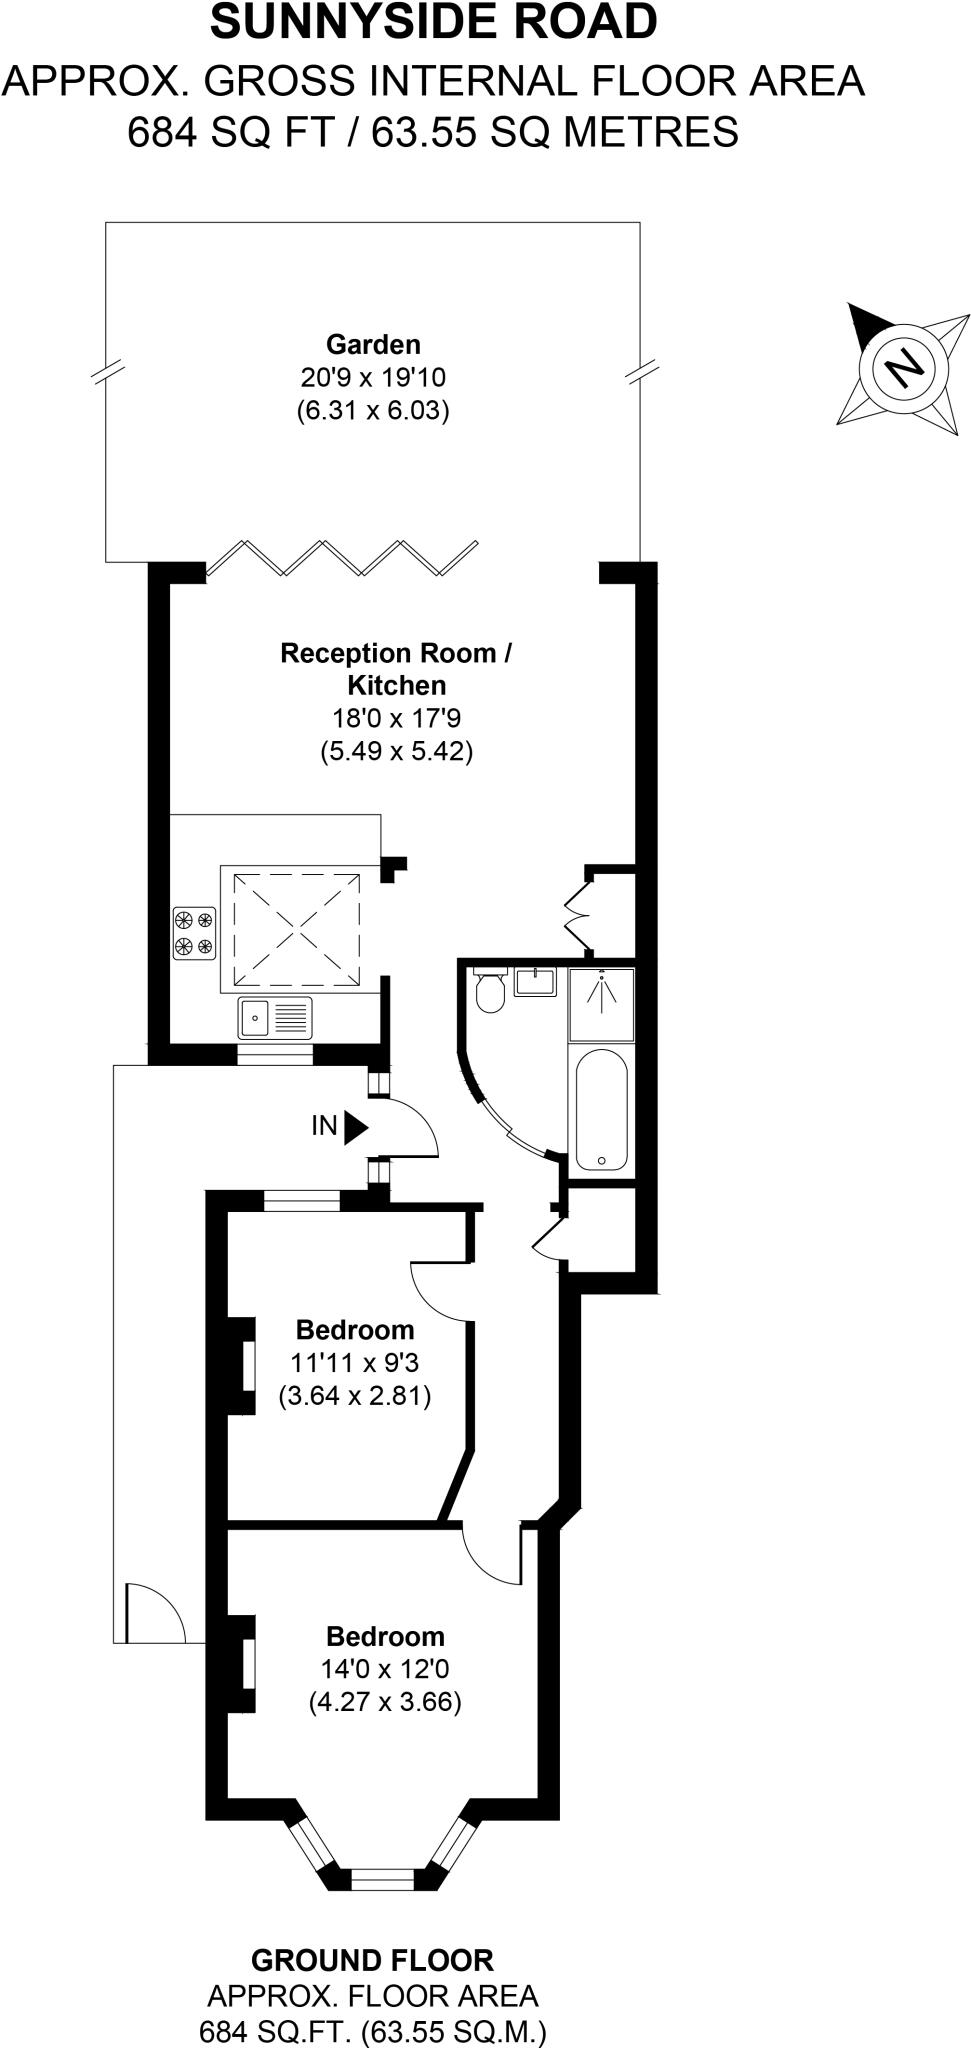 SUNNYSIDE ROAD
APPROX. GROSS INTERNAL FLOOR AREA
684 SQ FT / 63.55 SQ METRES
Garden
20'9 x 19'10
(6.31 x 6.03)
N
Reception Room /
Kitchen
18'0 x 17'9
(5.49 x 5.42)
IN
Bedroom
11'11 x 9'3
(3.64 x 2.81)
Bedroom
14'0 x 12'0
(4.27 x 3.66)
GROUND FLOOR
APPROX. FLOOR AREA
684 SQ.FT. (63.55 SQ.M.)